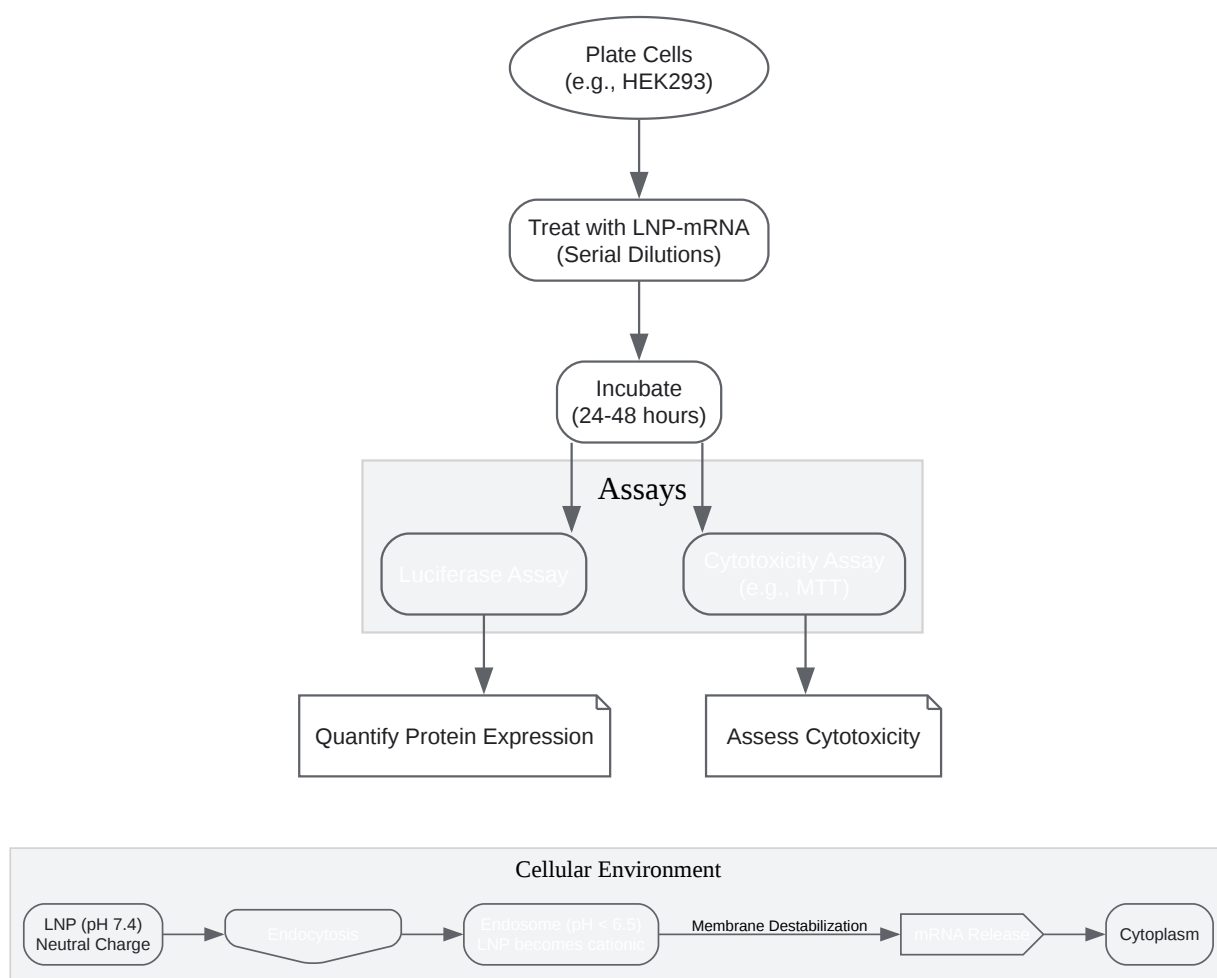 Plate Cells
(e.g., HEK293)
Treat with LNP-mRNA
(Serial Dilutions)
Incubate
(24-48 hours)
Assays
Luciferase Assay
Cytotoxicity Assay
(e.g., MTT)
Quantify Protein Expression
Assess Cytotoxicity
Cellular Environment
LNP (pH 7.4)
Neutral Charge
Endocytosis
Endosome (pH < 6.5)
LNP becomes cationic
Membrane Destabilization
mRNA Release
Cytoplasm